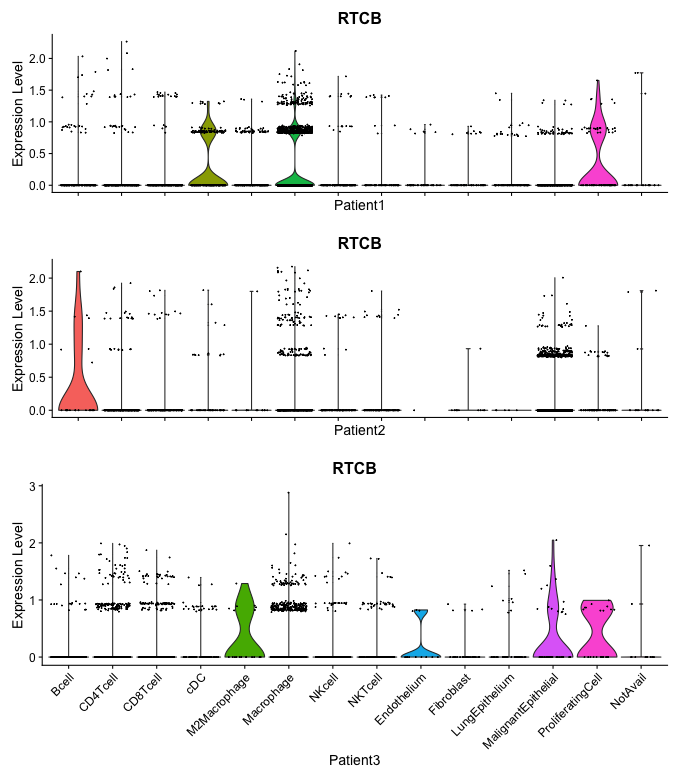 RTCB
Expression Level
2.0
1.5
1.0
0.5
0.0
Patient1
RTCB
Expression Level
2.0
1.5
1.0
0.5
0.0
Patient2
RTCB
Expression Level
3
2
1
0
Bcell
CD4Tcell
CD8Tcell
cDC
M2Macrophage
Macrophage
NKcell
NKTcell
Endothelium
Fibroblast
LungEpithelium
MalignantEpithelial
ProliferatingCell
NotAvail
Patient3